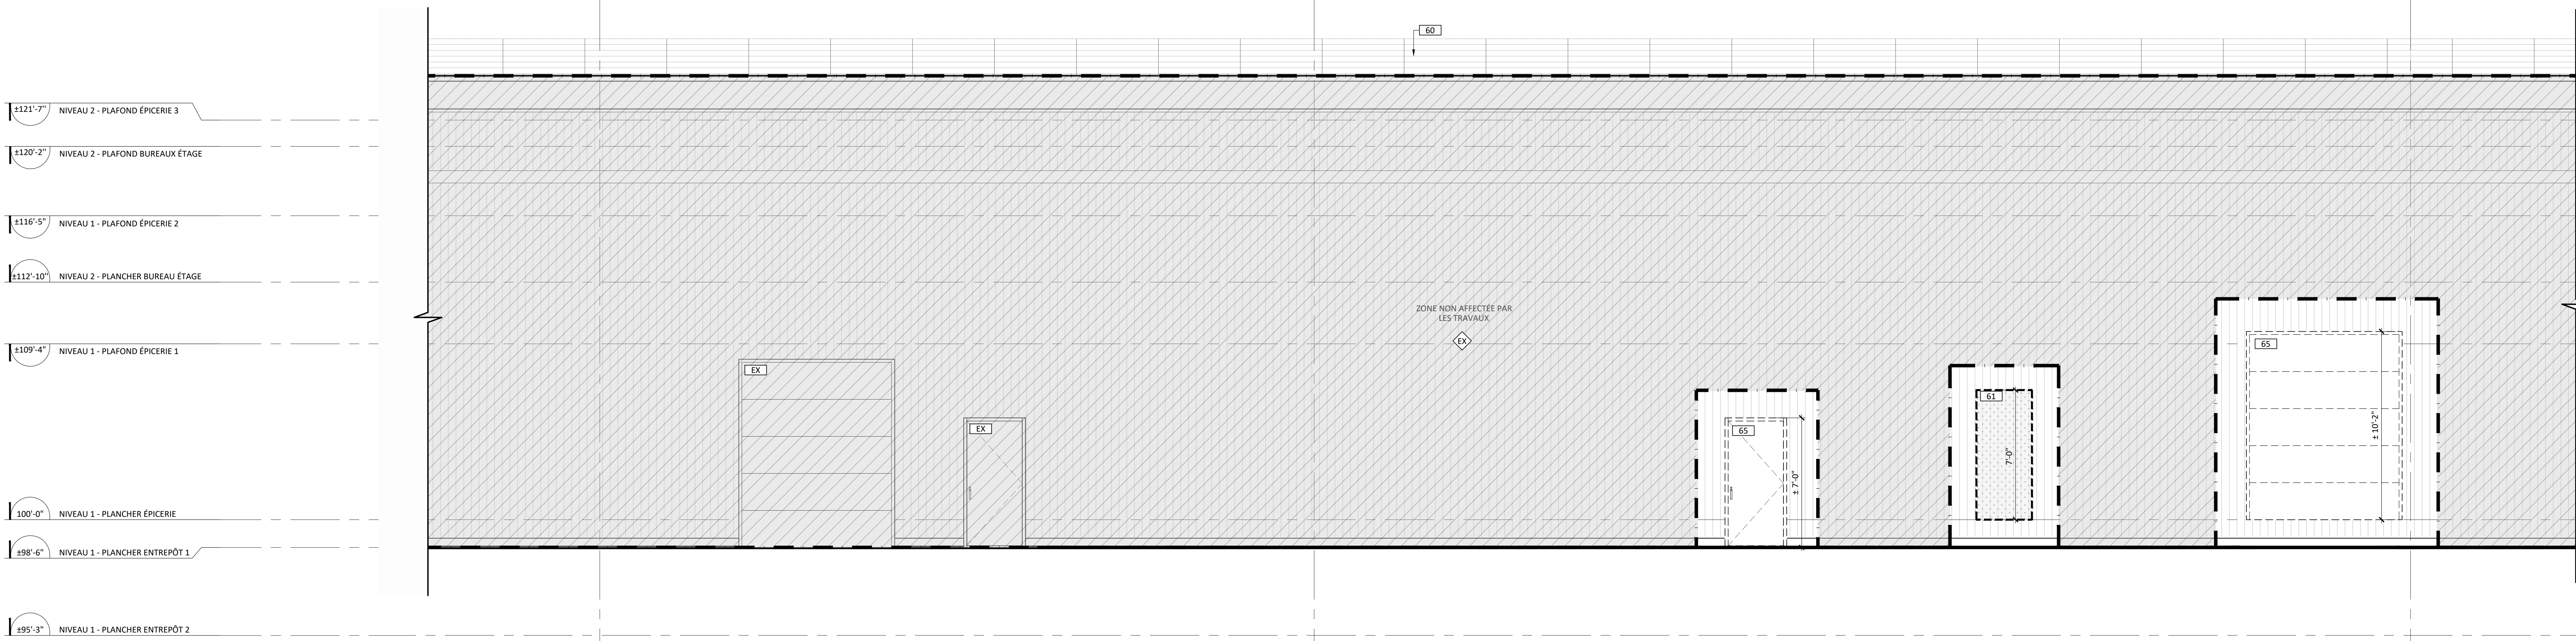 60
±121'-7" NIVEAU 2 - PLAFOND ÉPICERIE 3
±120'-2" NIVEAU 2 - PLAFOND BUREAUX ÉTAGE
±116'-5" NIVEAU 1 - PLAFOND ÉPICERIE 2
±112'-10" NIVEAU 2 - PLANCHER BUREAU ÉTAGE
ZONE NON AFFECTÉE PAR
LES TRAVAUX
EX
±109'-4" NIVEAU 1 - PLAFOND ÉPICERIE 1
65
EX
61
± 10'-2"
EX
65
7'-0"
± 7'-0"
100'-0" NIVEAU 1 - PLANCHER ÉPICERIE
±98'-6" NIVEAU 1 - PLANCHER ENTREPÔT 1
±95'-3" NIVEAU 1 - PLANCHER ENTREPÔT 2